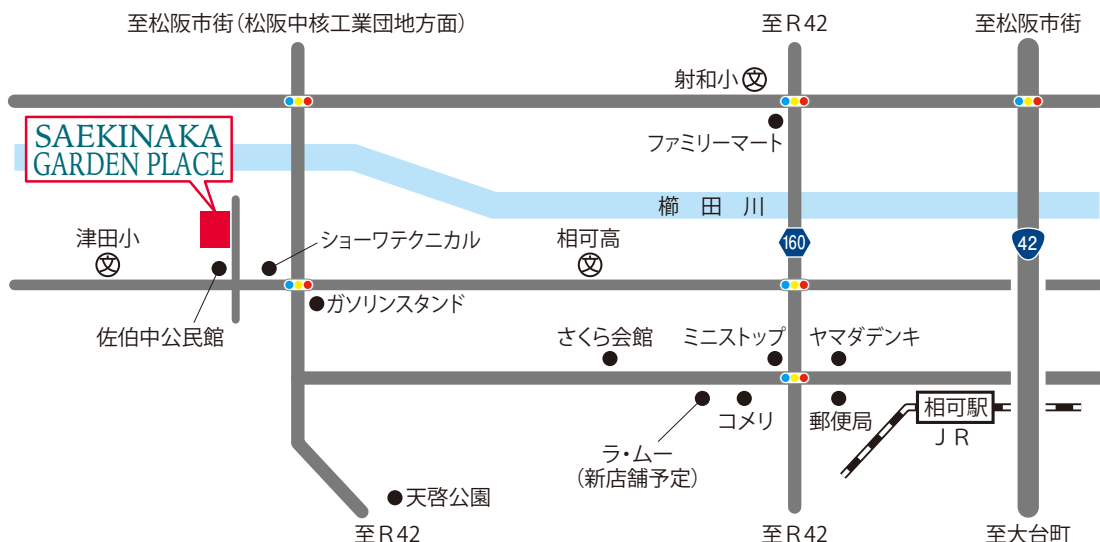 至松阪市街(松阪中核工業団地方面)
至R42
至松阪市街
射和小 文
ファミリーマート
SAEKINAKA
GARDEN PLACE
櫛田川
津田小
文
ショーワテクニカル
相可高
文
160
42
佐伯中公民館
ガソリンスタンド
さくら会館
ミニストップ
ヤマダデンキ
相可駅
JR
コメリ
郵便局
ラ・ムー
(新店舗予定)
天啓公園
至R42
至R42
至大台町